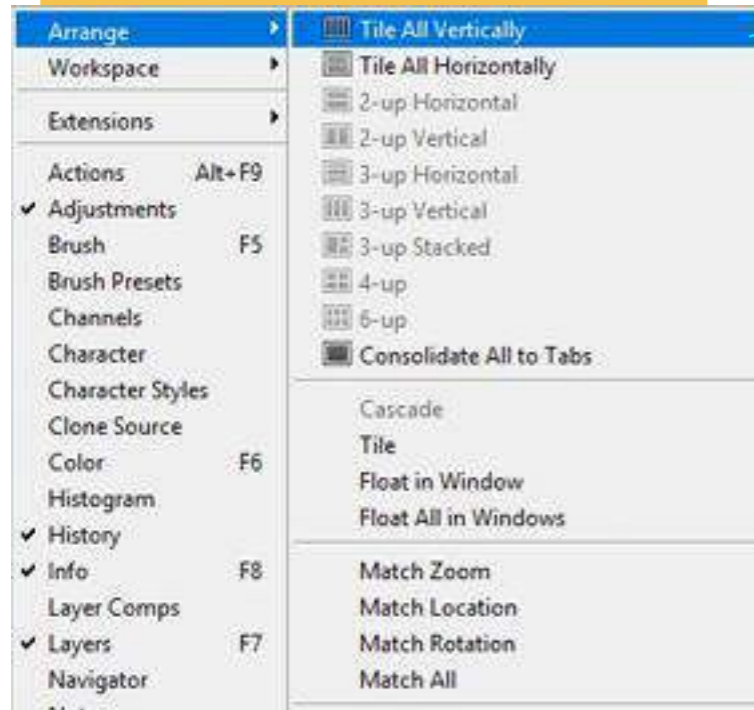 Arrange
Workspace
Extensions
Actions Alt+F9
Adjustments
Brush F5
Brush Presets
Channels
Character
Character Styles
Clone Source
Color F6
Histogram
History
Info F8
Layer Comps
Layers F7
Navigator
Tile All Vertically
Tile All Horizontally
2-up Horizontal
2-up Vertical
3-up Horizontal
3-up Vertical
3-up Stacked
4-up
6-up
Consolidate All to Tabs
Cascade
Tile
Float in Window
Float All in Windows
Match Zoom
Match Location
Match Rotation
Match All